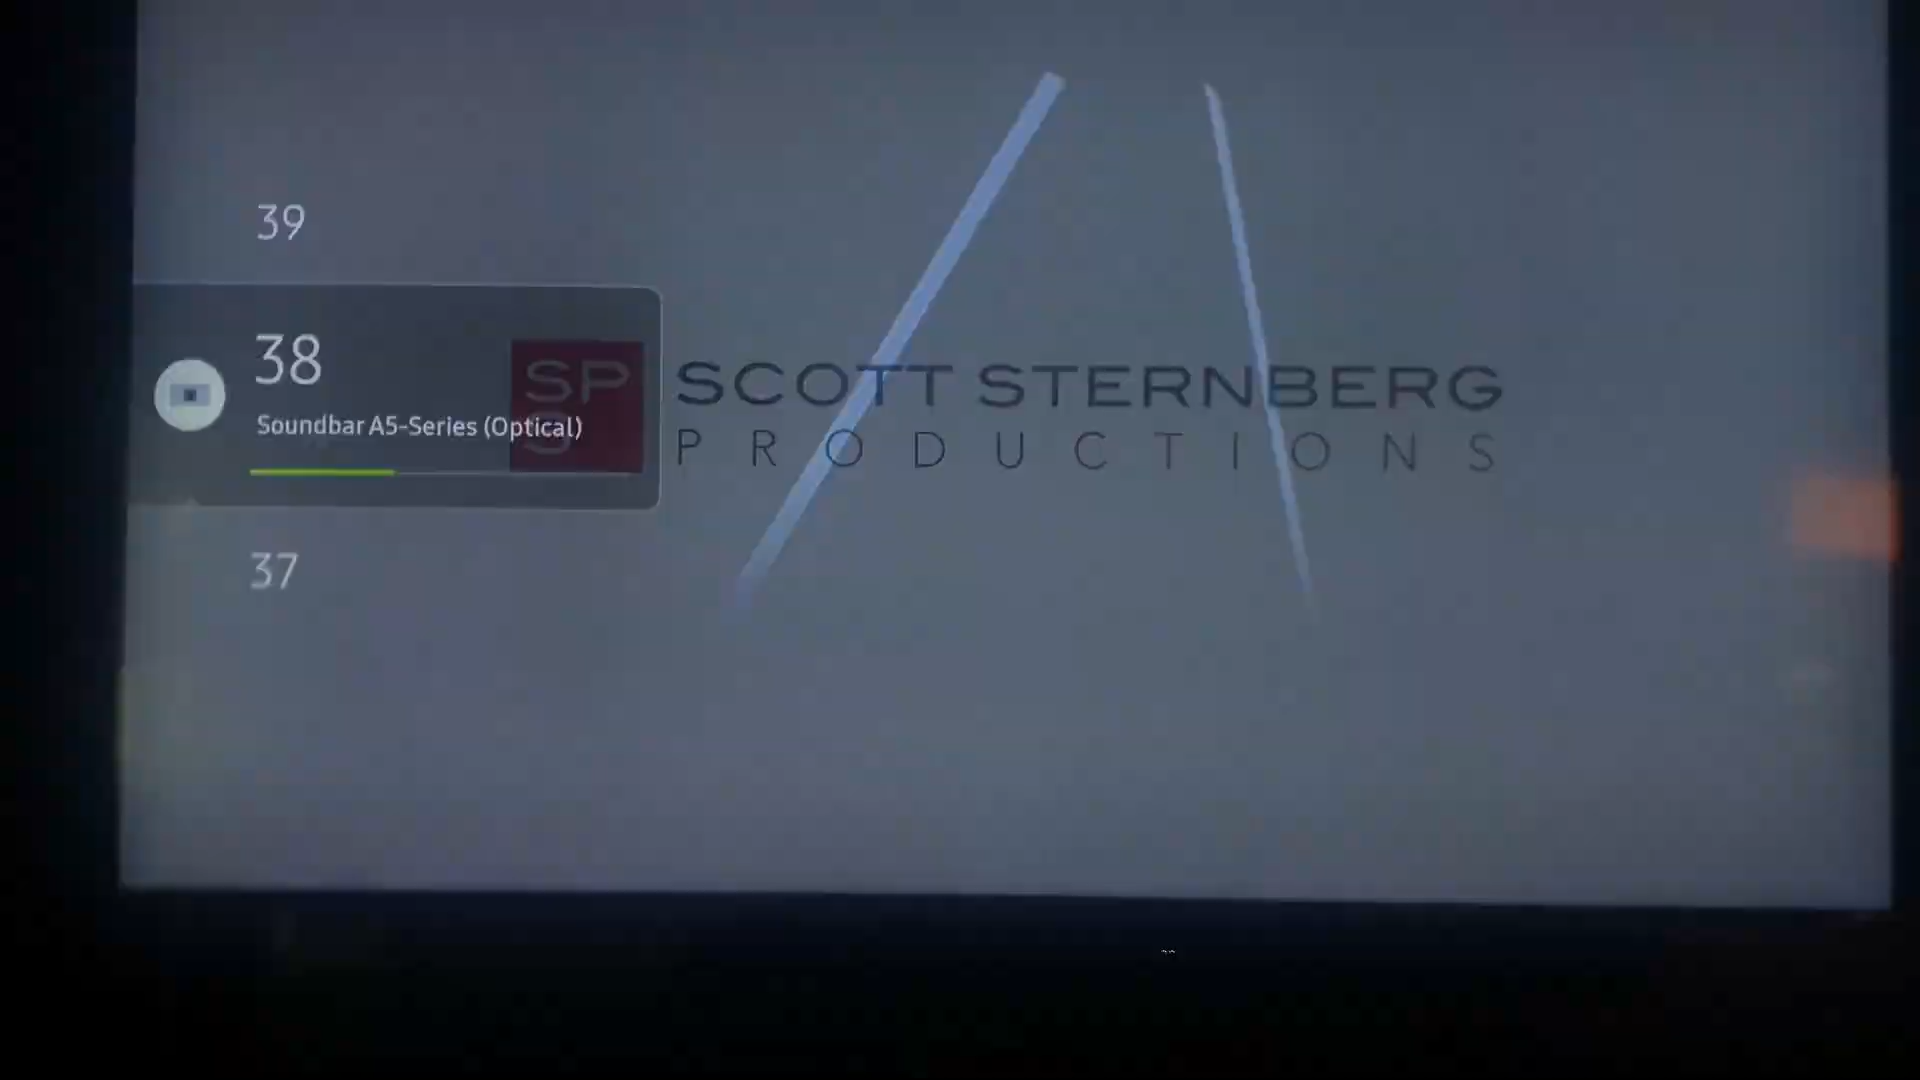 39
38
Soundbar A5-Series (Optical)
37
SP
S
SCOTT STERNBERG
PRODUCTIONS